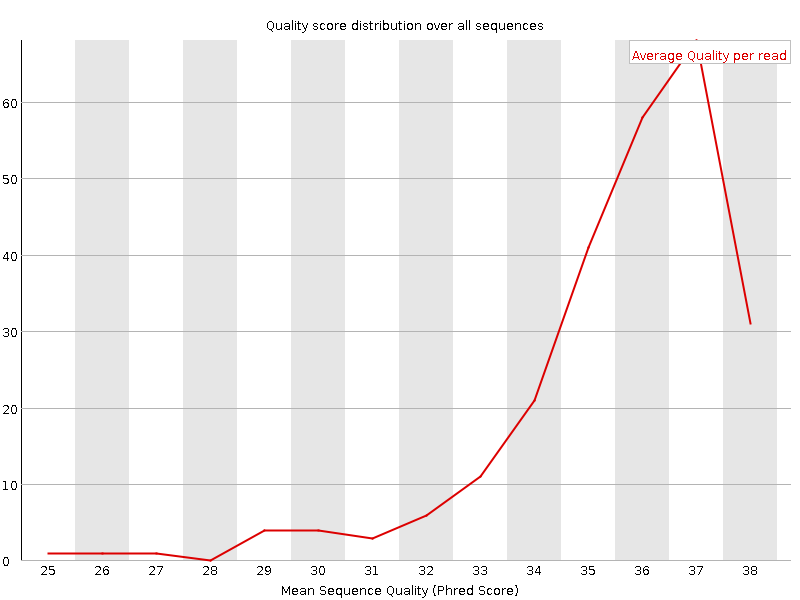 Quality score distribution over all sequences
Average Quality per read
60
50
40
30
20
10
0
25 26 27 28 29 30 31 32 33 34 35 36 37 38
Mean Sequence Quality (Phred Score)